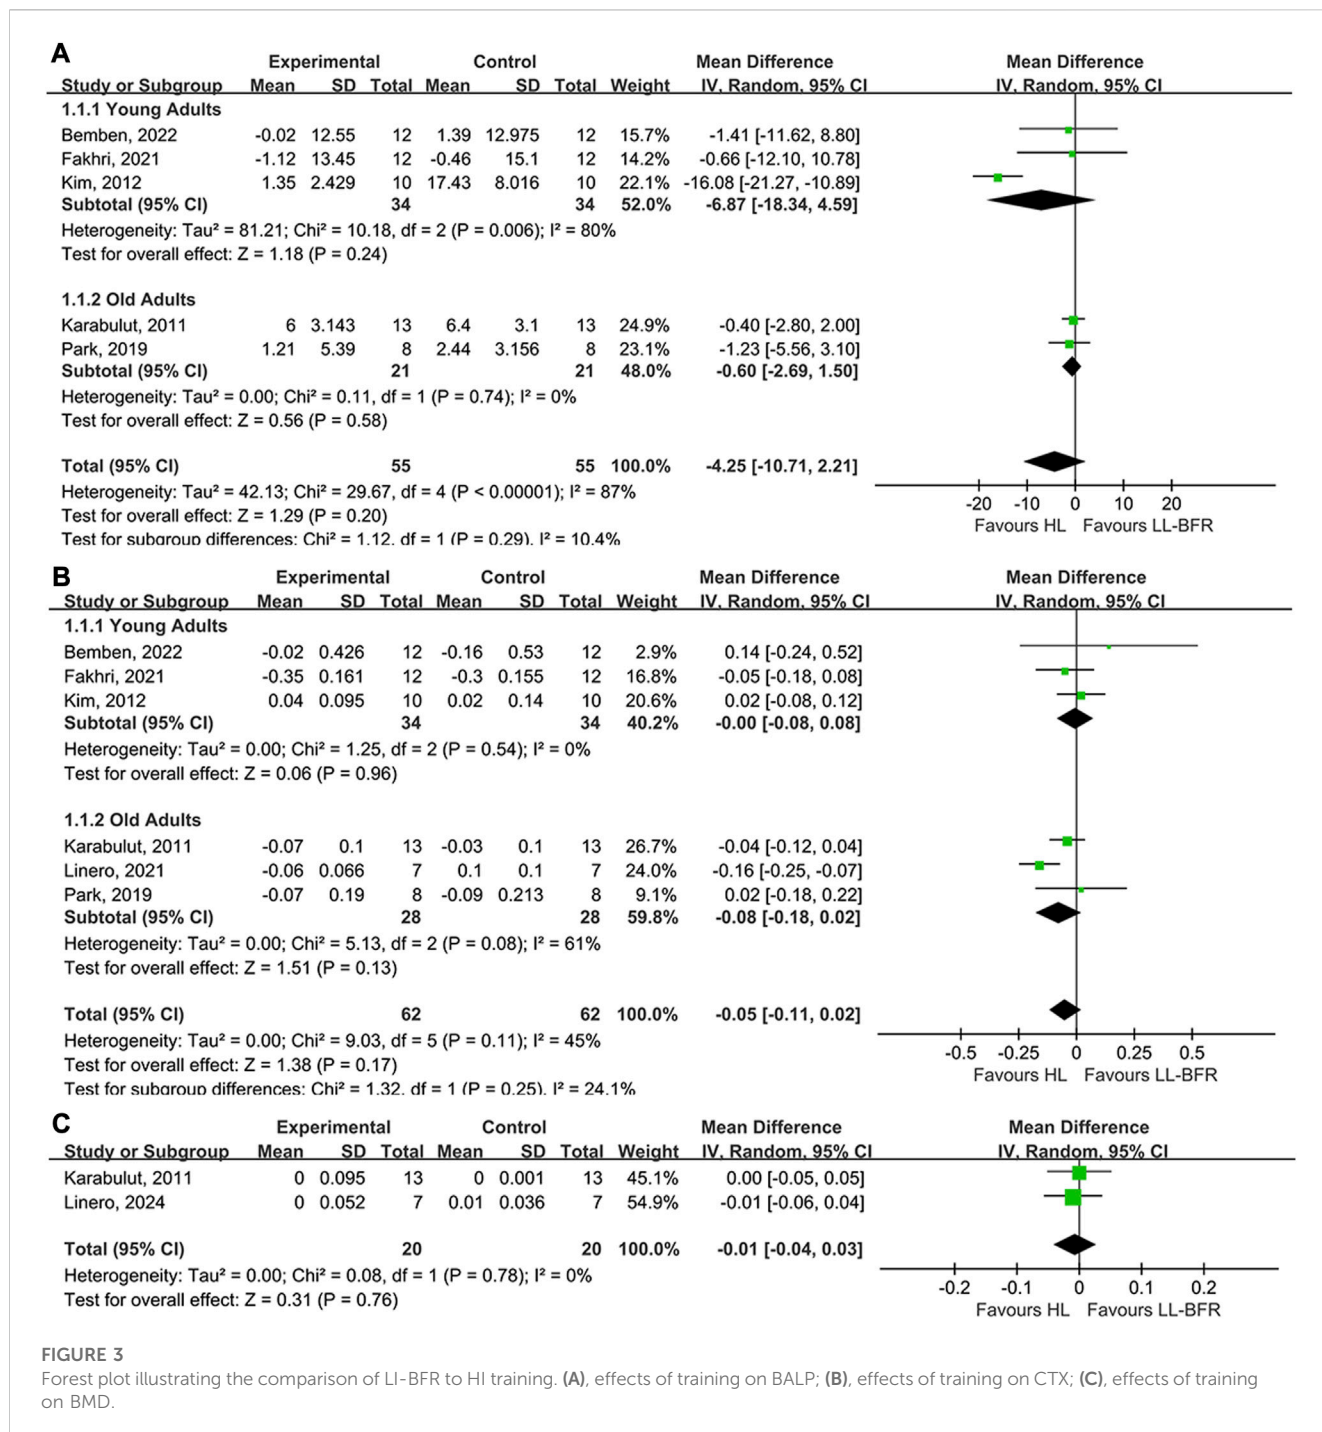 A
Experimental Control Mean Difference Mean Difference
Study or Subgroup Mean SD Total Mean SD Total Weight IV, Random, 95% CI IV, Random, 95% CI
1.1.1 Young Adults
Bemben, 2022 -0.02 12.55 12 1.39 12.975 12 15.7% -1.41 [-11.62, 8.80]
Fakhri, 2021 -1.12 13.45 12 -0.46 15.1 12 14.2% -0.66 [-12.10, 10.78]
Kim, 2012 1.35 2.429 10 17.43 8.016 10 22.1% -16.08 [-21.27, -10.89]
Subtotal (95% CI) 34 34 52.0% -6.87 [-18.34, 4.59]
Heterogeneity: Tau² = 81.21; Chi² = 10.18, df = 2 (P = 0.006); I² = 80%
Test for overall effect: Z = 1.18 (P = 0.24)
1.1.2 Old Adults
Karabulut, 2011 6 3.143 13 6.4 3.1 13 24.9% -0.40 [-2.80, 2.00]
Park, 2019 1.21 5.39 8 2.44 3.156 8 23.1% -1.23 [-5.56, 3.10]
Subtotal (95% CI) 21 21 48.0% -0.60 [-2.69, 1.50]
Heterogeneity: Tau² = 0.00; Chi² = 0.11, df = 1 (P = 0.74); I² = 0%
Test for overall effect: Z = 0.56 (P = 0.58)
Total (95% CI) 55 55 100.0% -4.25 [-10.71, 2.21]
Heterogeneity: Tau² = 42.13; Chi² = 29.67, df = 4 (P < 0.00001); I² = 87%
Test for overall effect: Z = 1.29 (P = 0.20)
Test for subgroup differences: Chi² = 1.12, df = 1 (P = 0.29), I² = 10.4%
-20 -10 0 10 20
Favours HL Favours LL-BFR
B
Experimental Control Mean Difference Mean Difference
Study or Subgroup Mean SD Total Mean SD Total Weight IV, Random, 95% CI IV, Random, 95% CI
1.1.1 Young Adults
Bemben, 2022 -0.02 0.426 12 -0.16 0.53 12 2.9% 0.14 [-0.24, 0.52]
Fakhri, 2021 -0.35 0.161 12 -0.3 0.155 12 16.8% -0.05 [-0.18, 0.08]
Kim, 2012 0.04 0.095 10 0.02 0.14 10 20.6% 0.02 [-0.08, 0.12]
Subtotal (95% CI) 34 34 40.2% -0.00 [-0.08, 0.08]
Heterogeneity: Tau² = 0.00; Chi² = 1.25, df = 2 (P = 0.54); I² = 0%
Test for overall effect: Z = 0.06 (P = 0.96)
1.1.2 Old Adults
Karabulut, 2011 -0.07 0.1 13 -0.03 0.1 13 26.7% -0.04 [-0.12, 0.04]
Linero, 2021 -0.06 0.066 7 0.1 0.1 7 24.0% -0.16 [-0.25, -0.07]
Park, 2019 -0.07 0.19 8 -0.09 0.213 8 9.1% 0.02 [-0.18, 0.22]
Subtotal (95% CI) 28 28 59.8% -0.08 [-0.18, 0.02]
Heterogeneity: Tau² = 0.00; Chi² = 5.13, df = 2 (P = 0.08); I² = 61%
Test for overall effect: Z = 1.51 (P = 0.13)
Total (95% CI) 62 62 100.0% -0.05 [-0.11, 0.02]
Heterogeneity: Tau² = 0.00; Chi² = 9.03, df = 5 (P = 0.11); I² = 45%
Test for overall effect: Z = 1.38 (P = 0.17)
Test for subgroup differences: Chi² = 1.32, df = 1 (P = 0.25), I² = 24.1%
-0.5 -0.25 0 0.25 0.5
Favours HL Favours LL-BFR
C
Experimental Control Mean Difference Mean Difference
Study or Subgroup Mean SD Total Mean SD Total Weight IV, Random, 95% CI IV, Random, 95% CI
Karabulut, 2011 0 0.095 13 0 0.001 13 45.1% 0.00 [-0.05, 0.05]
Linero, 2024 0 0.052 7 0.01 0.036 7 54.9% -0.01 [-0.06, 0.04]
Total (95% CI) 20 20 100.0% -0.01 [-0.04, 0.03]
Heterogeneity: Tau² = 0.00; Chi² = 0.08, df = 1 (P = 0.78); I² = 0%
Test for overall effect: Z = 0.31 (P = 0.76)
-0.2 -0.1 0 0.1 0.2
Favours HL Favours LL-BFR
FIGURE 3
Forest plot illustrating the comparison of LI-BFR to HI training. (A), effects of training on BALP; (B), effects of training on CTX; (C), effects of training
on BMD.